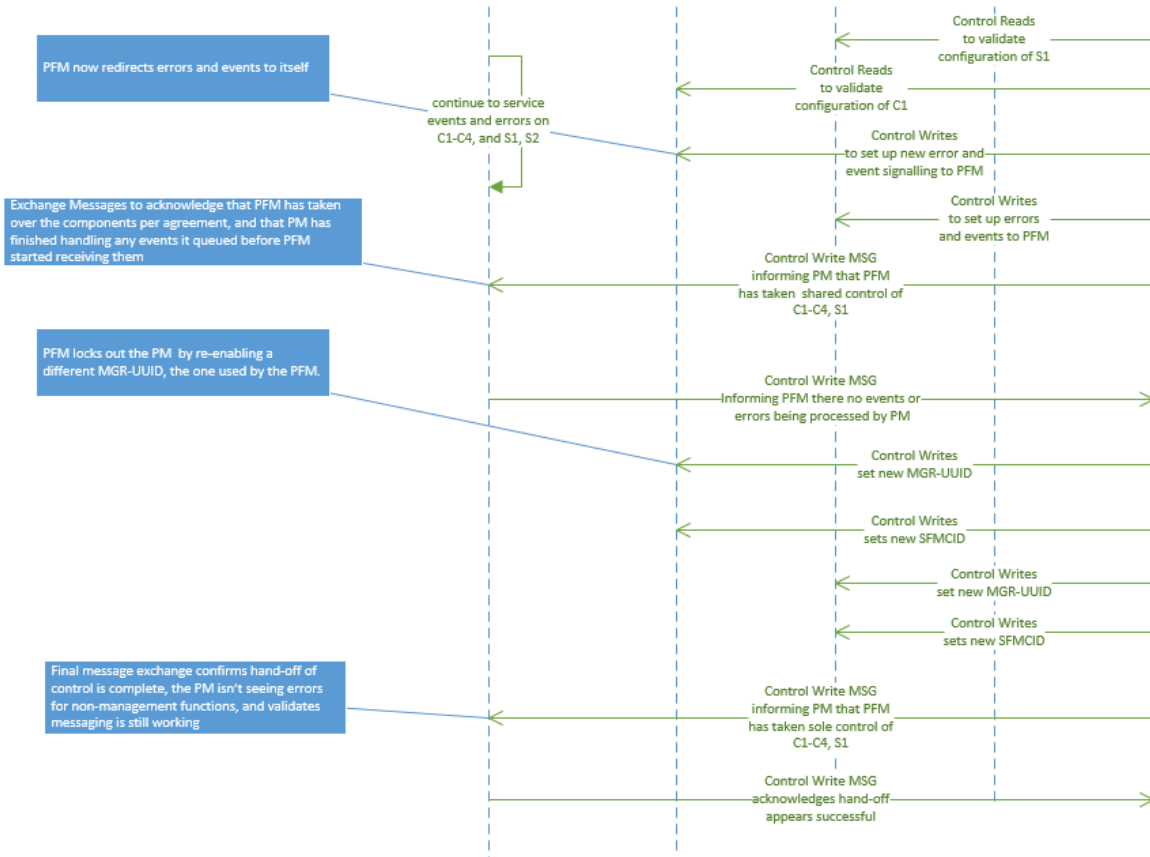 Control Reads
to validate
configuration of S1
PFM now redirects errors and events to itself
Control Reads
to validate
configuration of C1
continue to service
events and errors on
C1-C4, and S1, S2
Control Writes
to set up new error and
event signalling to PFM
Exchange Messages to acknowledge that PFM has taken
over the components per agreement, and that PM has
finished handling any events it queued before PFM
started receiving them
Control Writes
to set up errors
and events to PFM
Control Write MSG
informing PM that PFM
has taken shared control of
C1-C4, S1
PFM locks out the PM by re-enabling a
different MGR-UUID, the one used by the PFM.
Control Write MSG
Informing PFM there no events or
errors being processed by PM
Control Writes
set new MGR-UUID
Control Writes
sets new SFMCID
Control Writes
set new MGR-UUID
Control Writes
sets new SFMCID
Final message exchange confirms hand-off of
control is complete, the PM isn't seeing errors
for non-management functions, and validates
messaging is still working
Control Write MSG
informing PM that PFM
has taken sole control of
C1-C4, S1
Control Write MSG
acknowledges hand-off
appears successful